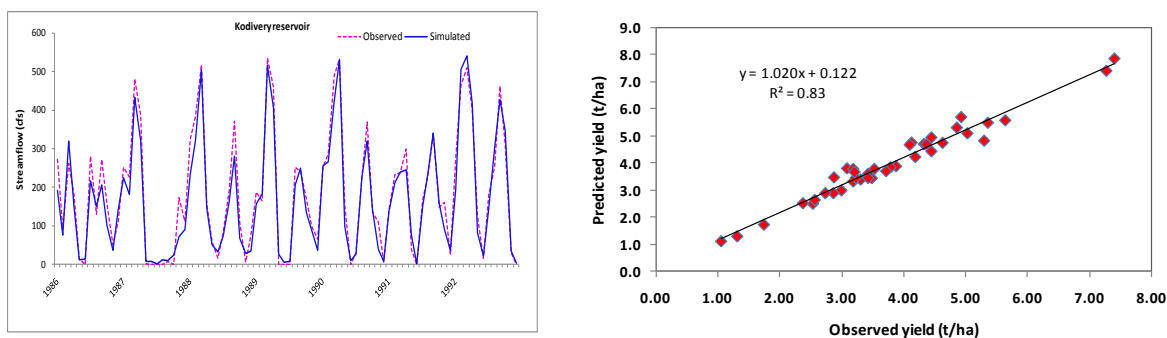 Kodivery reservoir
Observed
Simulated
Streamflow (cfs)
600
500
400
300
200
100
0
1986
1987
1988
1989
1990
1991
1992
y = 1.020x + 0.122
R² = 0.83
Predicted yield (t/ha)
9.0
8.0
7.0
6.0
5.0
4.0
3.0
2.0
1.0
0.0
0.00 1.00 2.00 3.00 4.00 5.00 6.00 7.00 8.00
Observed yield (t/ha)